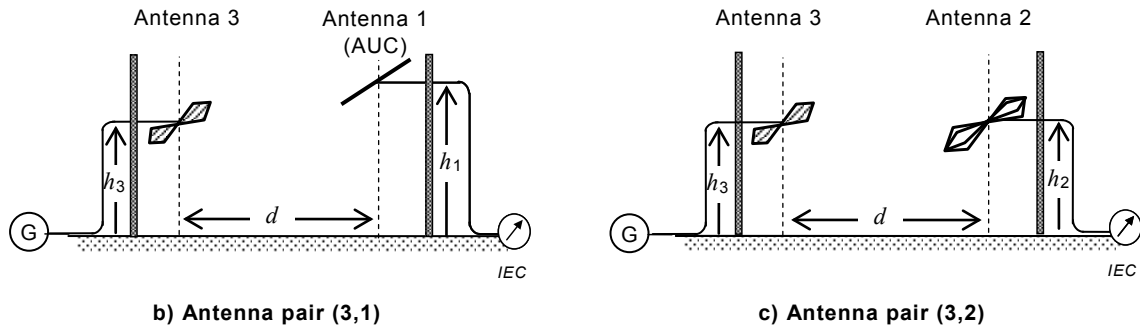 Antenna 3
Antenna 1
(AUC)
h3
h1
d
G
IEC
b) Antenna pair (3,1)
Antenna 3
Antenna 2
h3
h2
d
G
IEC
c) Antenna pair (3,2)